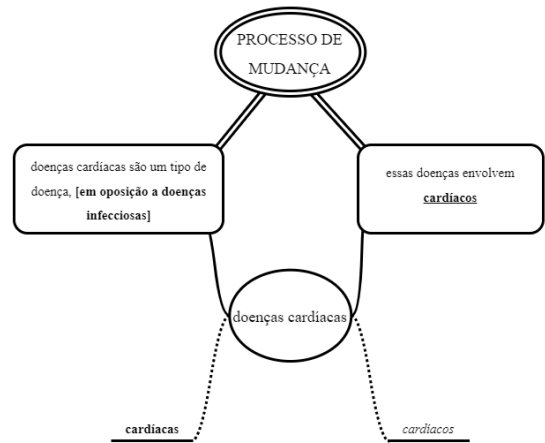 PROCESSO DE
MUDANÇA
doenças cardíacas são um tipo de
doença, [em oposição a doenças
infecciosas]
essas doenças envolvem
cardíacos
doenças cardíacas
cardíacas
cardíacos